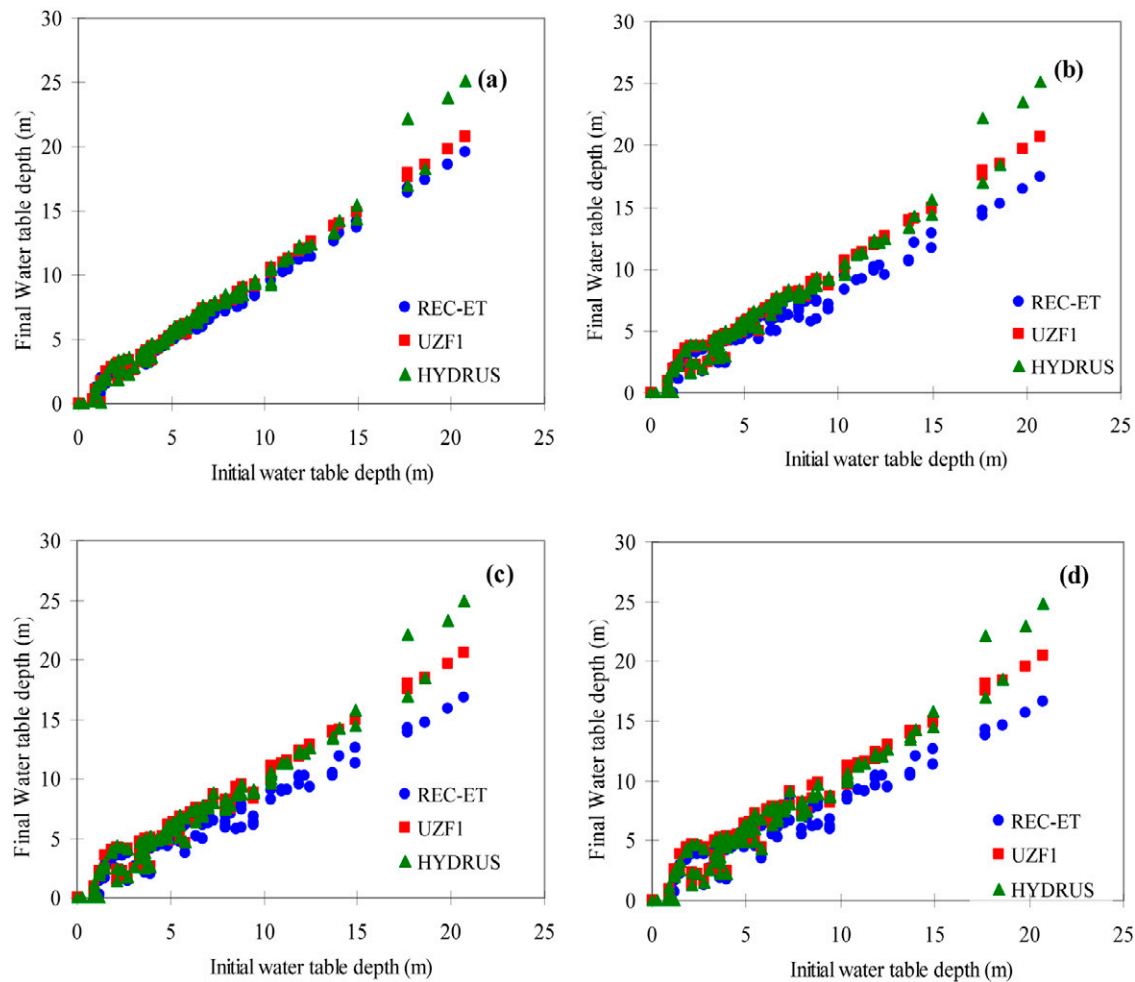 30
25
20
15
10
5
0
Final Water table depth (m)
(a)
REC-ET
UZF1
HYDRUS
0 5 10 15 20 25
Initial water table depth (m)
30
25
20
15
10
5
0
Final Water table depth (m)
(b)
REC-ET
UZF1
HYDRUS
0 5 10 15 20 25
Initial water table depth (m)
30
25
20
15
10
5
0
Final Water table depth (m)
(c)
REC-ET
UZF1
HYDRUS
0 5 10 15 20 25
Initial water table depth (m)
30
25
20
15
10
5
0
Final Water table depth (m)
(d)
REC-ET
UZF1
HYDRUS
0 5 10 15 20 25
Initial water table depth (m)